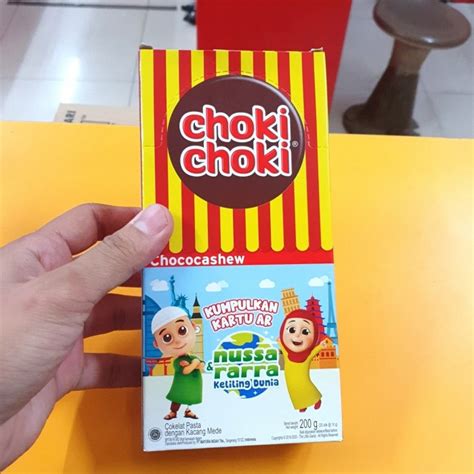 choki
choki®
Chococashew
KUMPULKAN
KARTU AR
nussa
& rarra
Keliling Dunia
Cokelat Pasta
dengan Kacang Mede
200 g